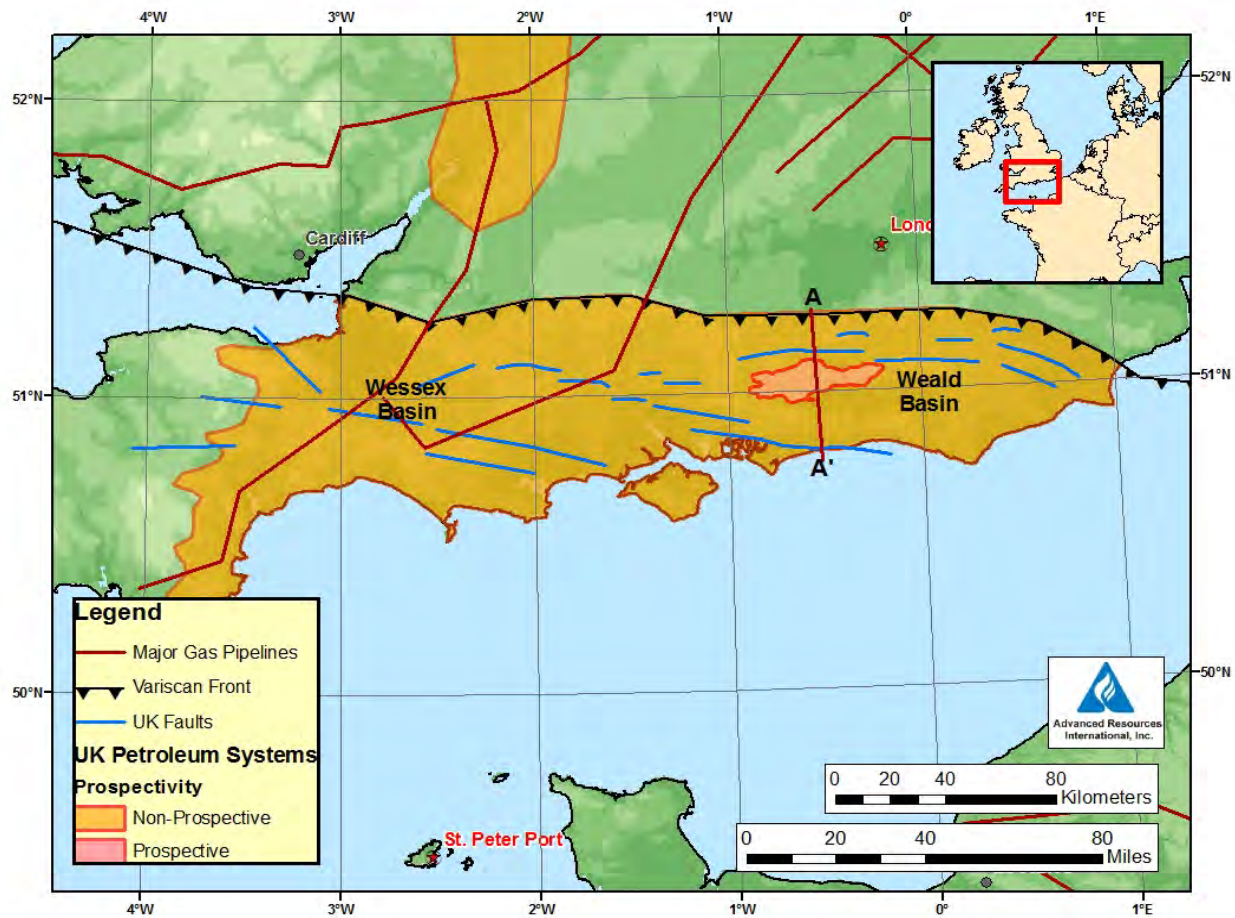 4°W 3°W 2°W 1°W 0° 1°E
52°N
52°N
Cardiff
Lond
A
51°N
51°N
Wessex
Basin
Weald
Basin
A'
Legend
Major Gas Pipelines
Variscan Front
UK Faults
UK Petroleum Systems
Prospectivity
Non-Prospective
Prospective
50°N
50°N
Advanced Resources
International, Inc.
0 20 40 80
Kilometers
0 20 40 80
Miles
St. Peter Port
4°W 3°W 2°W 1°W 0° 1°E